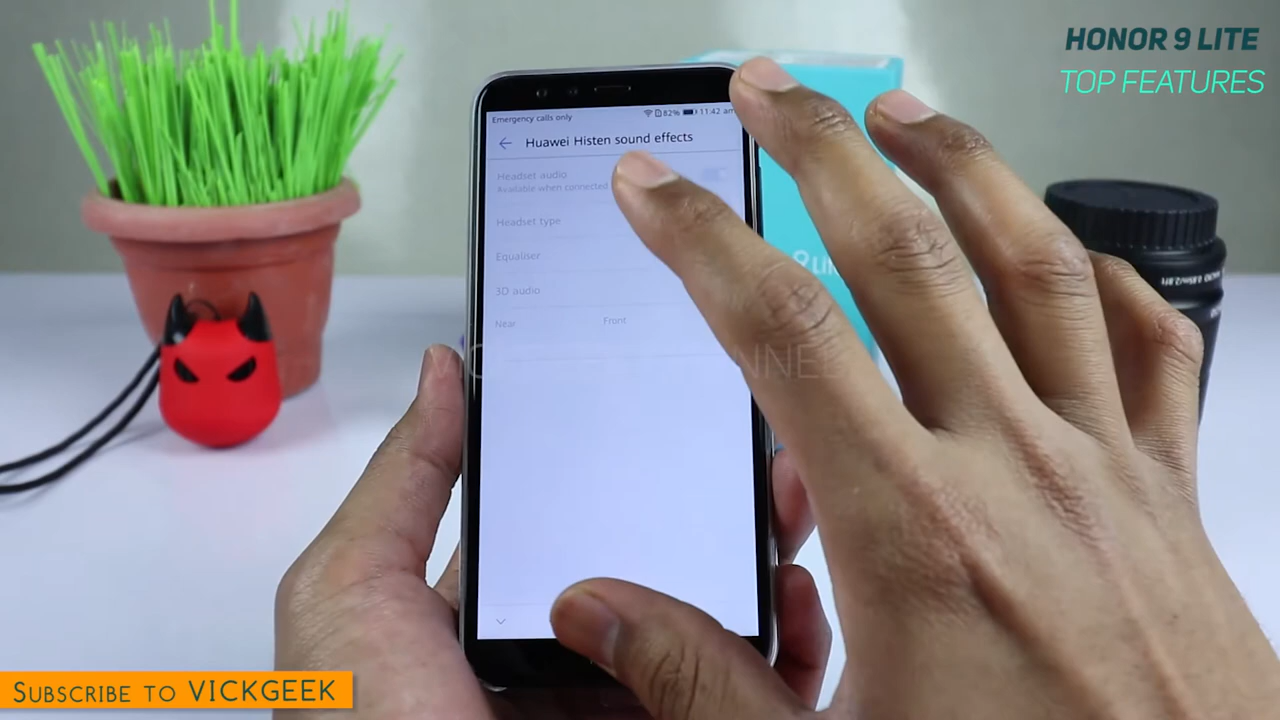 HONOR 9 LITE
TOP FEATURES
Emergency calls only
82%
11:42 am
Huawei Histen sound effects
Headset audio
Available when connected
Headset type
Equaliser
3D audio
Near
Front
SUBSCRIBE TO VICKGEEK